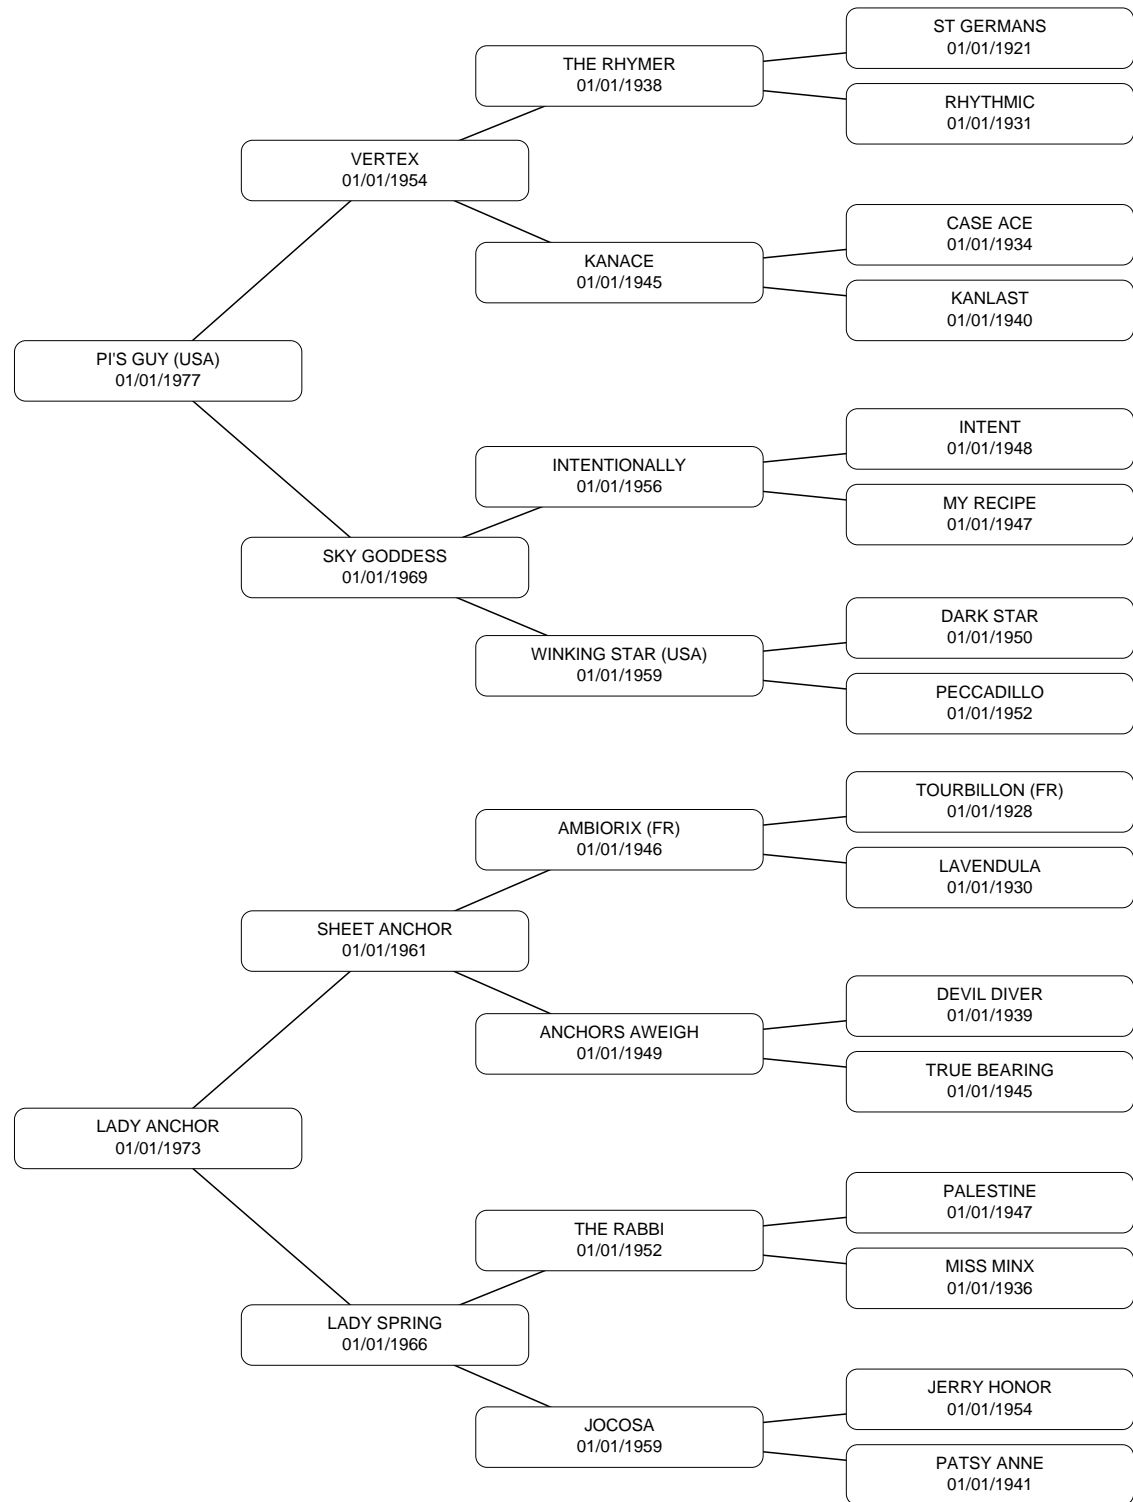 ST GERMANS
01/01/1921
THE RHYMER
01/01/1938
RHYTHMIC
01/01/1931
VERTEX
01/01/1954
CASE ACE
01/01/1934
KANACE
01/01/1945
KANLAST
01/01/1940
PI'S GUY (USA)
01/01/1977
INTENT
01/01/1948
INTENTIONALLY
01/01/1956
MY RECIPE
01/01/1947
SKY GODDESS
01/01/1969
DARK STAR
01/01/1950
WINKING STAR (USA)
01/01/1959
PECCADILLO
01/01/1952
TOURBILLON (FR)
01/01/1928
AMBIORIX (FR)
01/01/1946
LAVENDULA
01/01/1930
SHEET ANCHOR
01/01/1961
DEVIL DIVER
01/01/1939
ANCHORS AWEIGH
01/01/1949
TRUE BEARING
01/01/1945
LADY ANCHOR
01/01/1973
PALESTINE
01/01/1947
THE RABBI
01/01/1952
MISS MINX
01/01/1936
LADY SPRING
01/01/1966
JERRY HONOR
01/01/1954
JOCOSA
01/01/1959
PATSY ANNE
01/01/1941